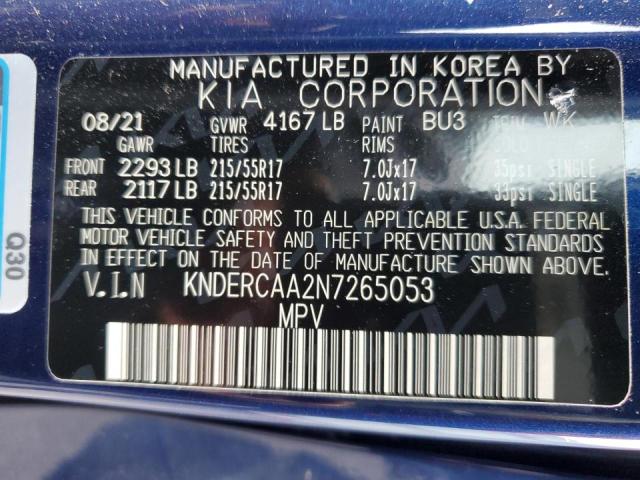 MANUFACTURED IN KOREA BY
KIA CORPORATION
08/21 GVWR 4167 LB PAINT BU3 TRIM WK
GAWR TIRES RIMS COLD
FRONT 2293 LB 215/55R17 7.0Jx17 35psi SINGLE
REAR 2117 LB 215/55R17 7.0Jx17 33psi SINGLE
THIS VEHICLE CONFORMS TO ALL APPLICABLE U.S.A. FEDERAL
MOTOR VEHICLE SAFETY AND THEFT PREVENTION STANDARDS
IN EFFECT ON THE DATE OF MANUFACTURE SHOWN ABOVE.
V.I.N KNDERCAA2N7265053
MPV
Q30